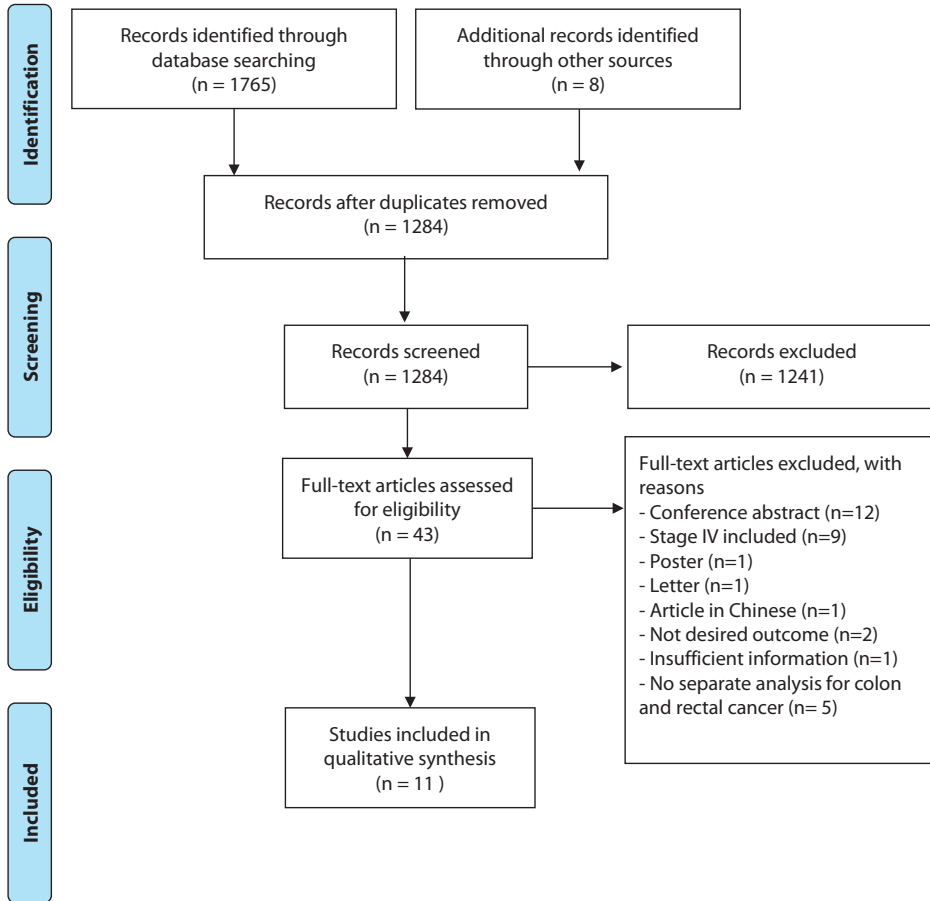 Identification
Records identified through
database searching
(n = 1765)
Additional records identified
through other sources
(n = 8)
Records after duplicates removed
(n = 1284)
Screening
Records screened
(n = 1284)
Records excluded
(n = 1241)
Eligibility
Full-text articles assessed
for eligibility
(n = 43)
Full-text articles excluded, with
reasons
- Conference abstract (n=12)
- Stage IV included (n=9)
- Poster (n=1)
- Letter (n=1)
- Article in Chinese (n=1)
- Not desired outcome (n=2)
- Insufficient information (n=1)
- No separate analysis for colon
and rectal cancer (n= 5)
Included
Studies included in
qualitative synthesis
(n = 11 )